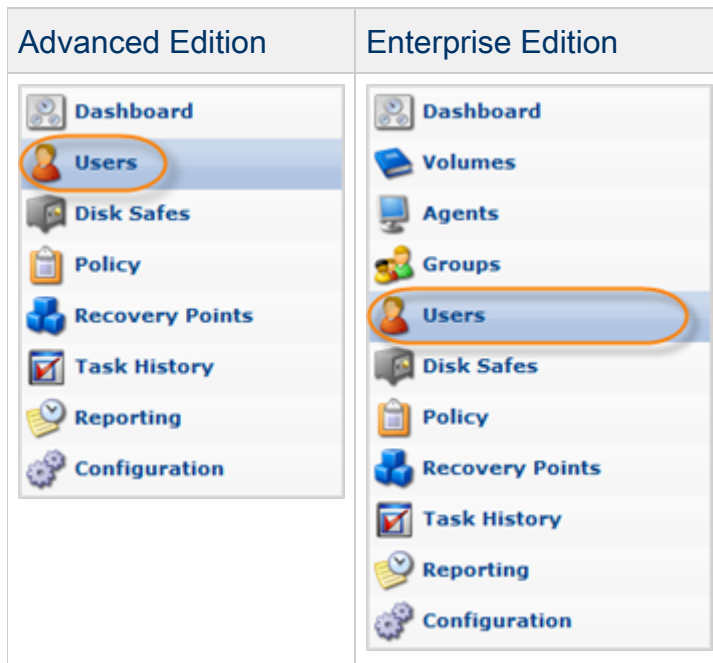 Advanced Edition
Enterprise Edition
Dashboard
Users
Disk Safes
Policy
Recovery Points
Task History
Reporting
Configuration
Dashboard
Volumes
Agents
Groups
Users
Disk Safes
Policy
Recovery Points
Task History
Reporting
Configuration